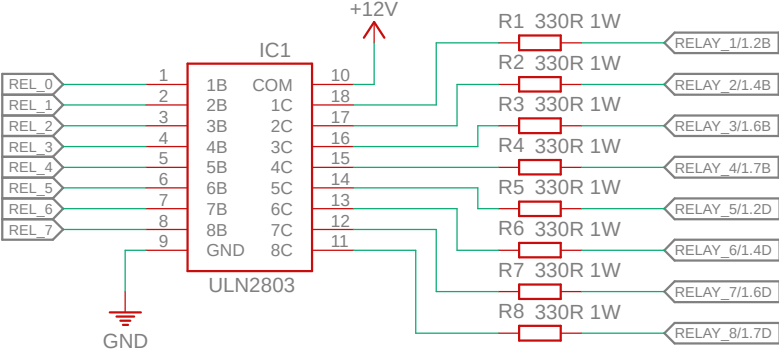 +12V
IC1
REL_0 1 1B COM 10
REL_1 2 2B 1C 18
REL_2 3 3B 2C 17
REL_3 4 4B 3C 16
REL_4 5 5B 4C 15
REL_5 6 6B 5C 14
REL_6 7 7B 6C 13
REL_7 8 8B 7C 12
9 GND 8C 11
ULN2803
GND
R1 330R 1W RELAY_1/1.2B
R2 330R 1W RELAY_2/1.4B
R3 330R 1W RELAY_3/1.6B
R4 330R 1W RELAY_4/1.7B
R5 330R 1W RELAY_5/1.2D
R6 330R 1W RELAY_6/1.4D
R7 330R 1W RELAY_7/1.6D
R8 330R 1W RELAY_8/1.7D